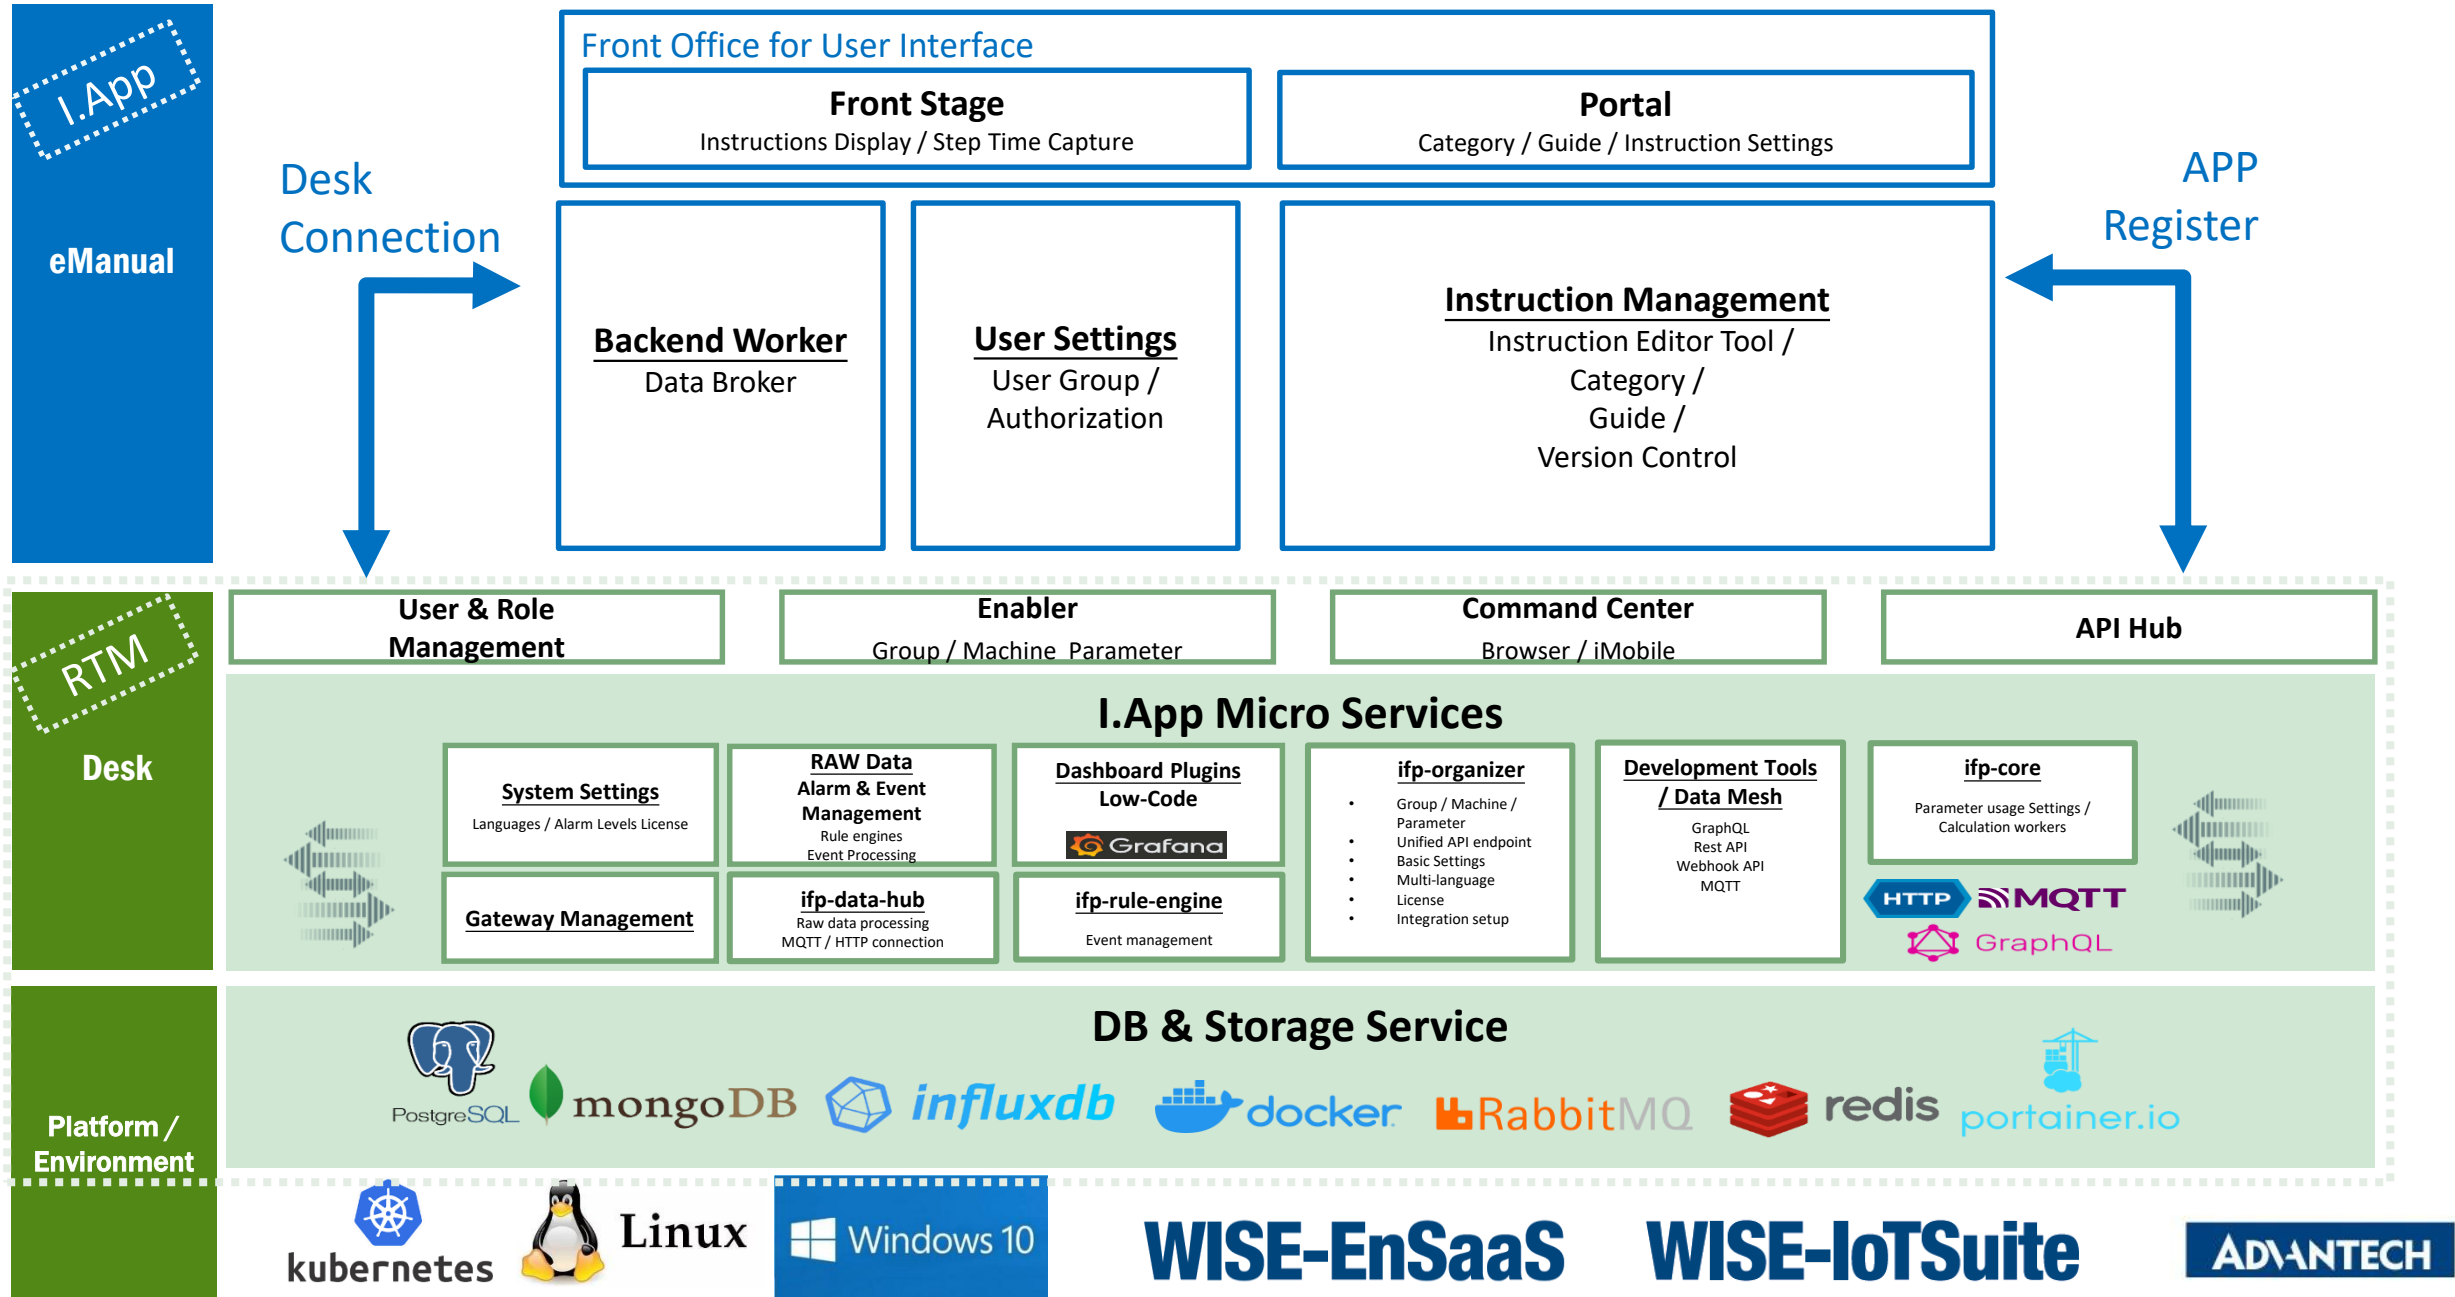 I.App
eManual
Front Office for User Interface
Front Stage
Instructions Display / Step Time Capture
Portal
Category / Guide / Instruction Settings
Desk
Connection
APP
Register
Backend Worker
Data Broker
User Settings
User Group /
Authorization
Instruction Management
Instruction Editor Tool /
Category /
Guide /
Version Control
RTM
Desk
User & Role
Management
Enabler
Group / Machine  Parameter
Command Center
Browser / iMobile
API Hub
I.App Micro Services
System Settings
Languages / Alarm Levels License
Gateway Management
RAW Data
Alarm & Event
Management
Rule engines
Event Processing
ifp-data-hub
Raw data processing
MQTT / HTTP connection
Dashboard Plugins
Low-Code
Grafana
ifp-rule-engine
Event management
ifp-organizer
• Group / Machine /
Parameter
• Unified API endpoint
• Basic Settings
• Multi-language
• License
• Integration setup
Development Tools
/ Data Mesh
GraphQL
Rest API
Webhook API
MQTT
ifp-core
Parameter usage Settings /
Calculation workers
HTTP
MQTT
GraphQL
Platform /
Environment
DB & Storage Service
PostgreSQL
mongoDB
influxdb
docker
RabbitMQ
redis
portainer.io
kubernetes
Linux
Windows 10
WISE-EnSaaS
WISE-IoTSuite
ADVANTECH